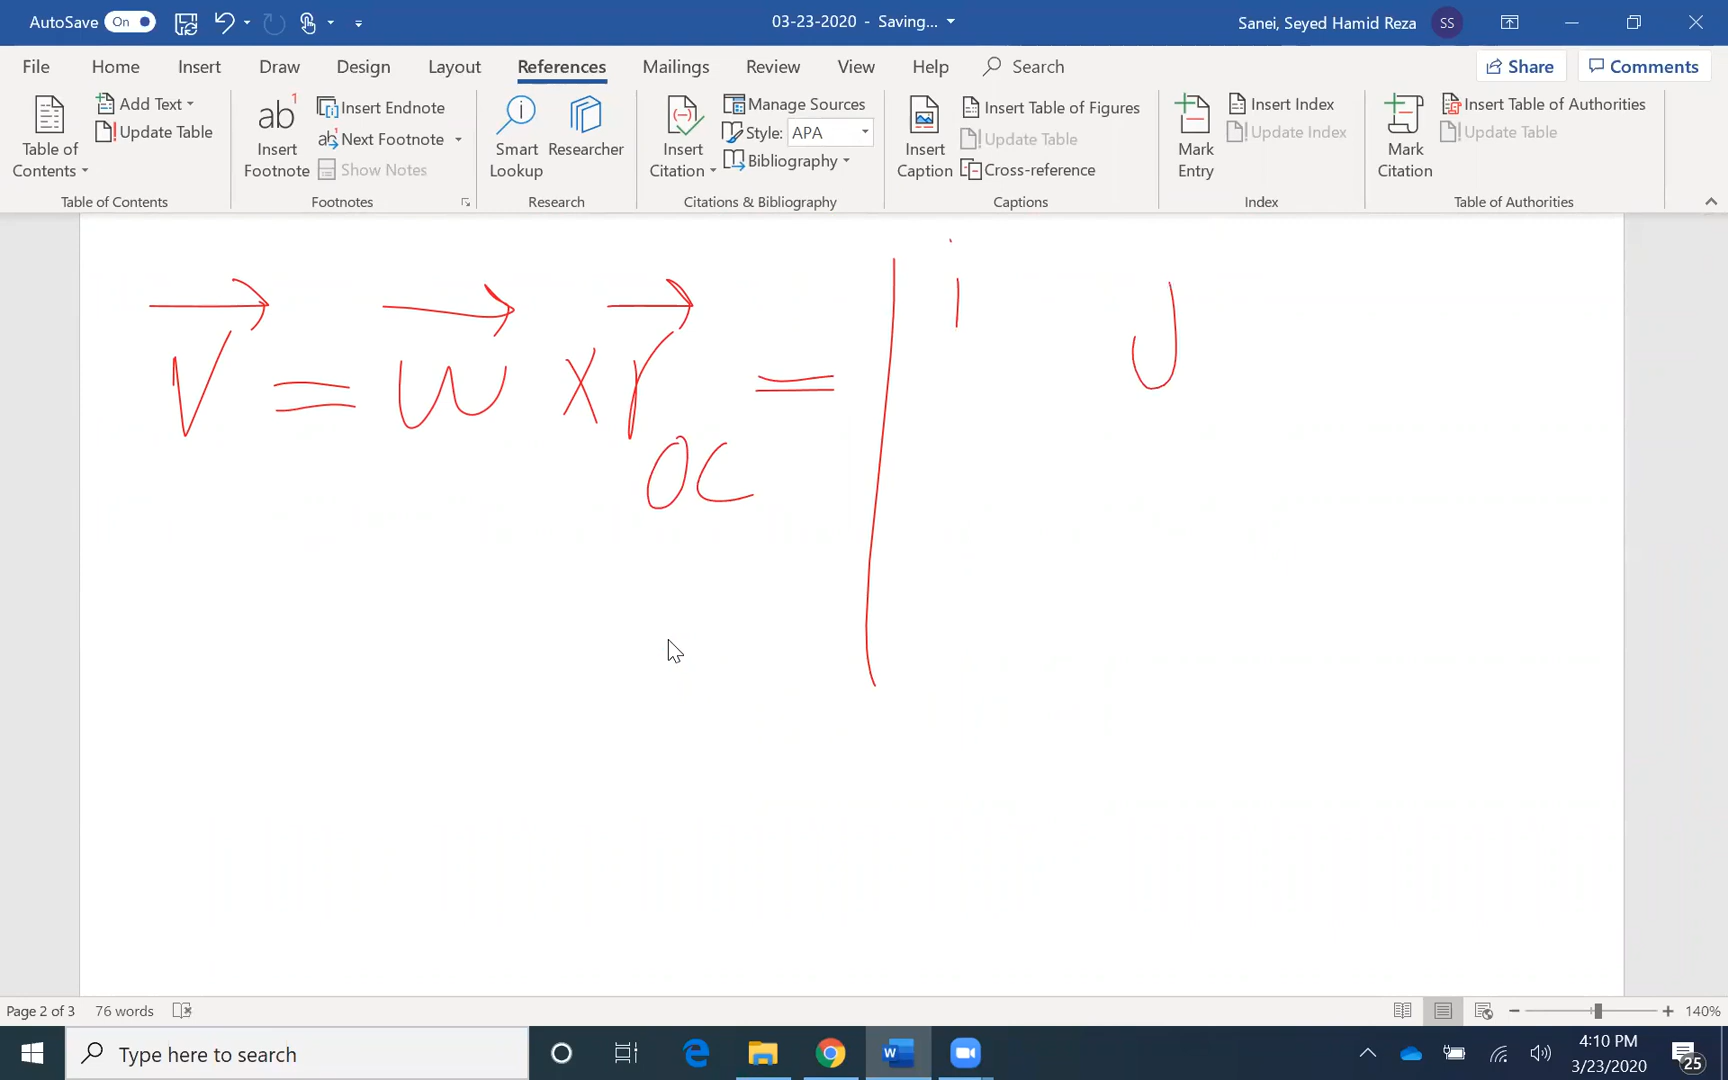 AutoSave On 03-23-2020 - Saving... Sanei, Seyed Hamid Reza SS
File Home Insert Draw Design Layout References Mailings Review View Help Search Share Comments
Table of Contents
Add Text
Update Table
Table of Contents
ab1 Insert Footnote
Insert Endnote
Next Footnote
Show Notes
Footnotes
Smart Lookup
Researcher
Research
Insert Citation
Manage Sources
Style: APA
Bibliography
Citations & Bibliography
Insert Caption
Insert Table of Figures
Update Table
Cross-reference
Captions
Mark Entry
Insert Index
Update Index
Index
Mark Citation
Insert Table of Authorities
Update Table
Table of Authorities
V = ω × r = | i J
OC
Page 2 of 3 76 words 140%
Type here to search 4:10 PM
3/23/2020 25